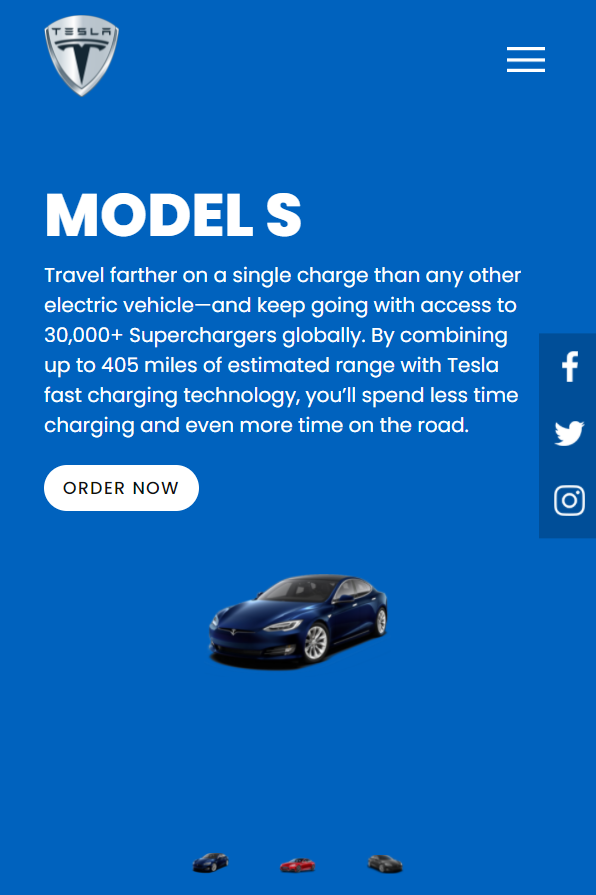 TESLA
MODEL S
Travel farther on a single charge than any other
electric vehicle—and keep going with access to
30,000+ Superchargers globally. By combining
up to 405 miles of estimated range with Tesla
fast charging technology, you’ll spend less time
charging and even more time on the road.
ORDER NOW